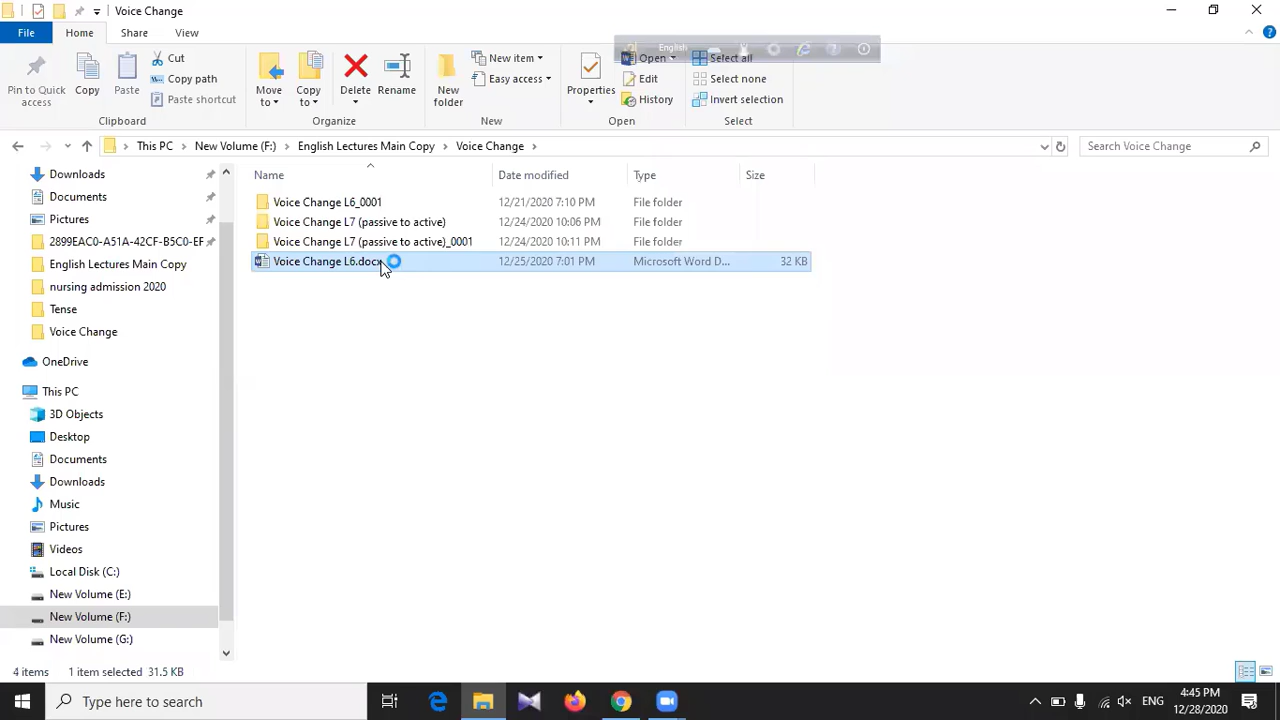 Voice Change
File Home Share View
English
Pin to Quick access
Copy
Paste
Cut
Copy path
Paste shortcut
Clipboard
Move to
Copy to
Delete
Rename
Organize
New folder
New item
Easy access
New
Properties
Open
Edit
History
Open
Select all
Select none
Invert selection
Select
This PC New Volume (F:) English Lectures Main Copy Voice Change
Search Voice Change
Name Date modified Type Size
Voice Change L6_0001 12/21/2020 7:10 PM File folder
Voice Change L7 (passive to active) 12/24/2020 10:06 PM File folder
Voice Change L7 (passive to active)_0001 12/24/2020 10:11 PM File folder
Voice Change L6.docx 12/25/2020 7:01 PM Microsoft Word D... 32 KB
Downloads
Documents
Pictures
2899EAC0-A51A-42CF-B5C0-EF
English Lectures Main Copy
nursing admission 2020
Tense
Voice Change
OneDrive
This PC
3D Objects
Desktop
Documents
Downloads
Music
Pictures
Videos
Local Disk (C:)
New Volume (E:)
New Volume (F:)
New Volume (G:)
4 items 1 item selected 31.5 KB
Type here to search
ENG
4:45 PM
12/28/2020